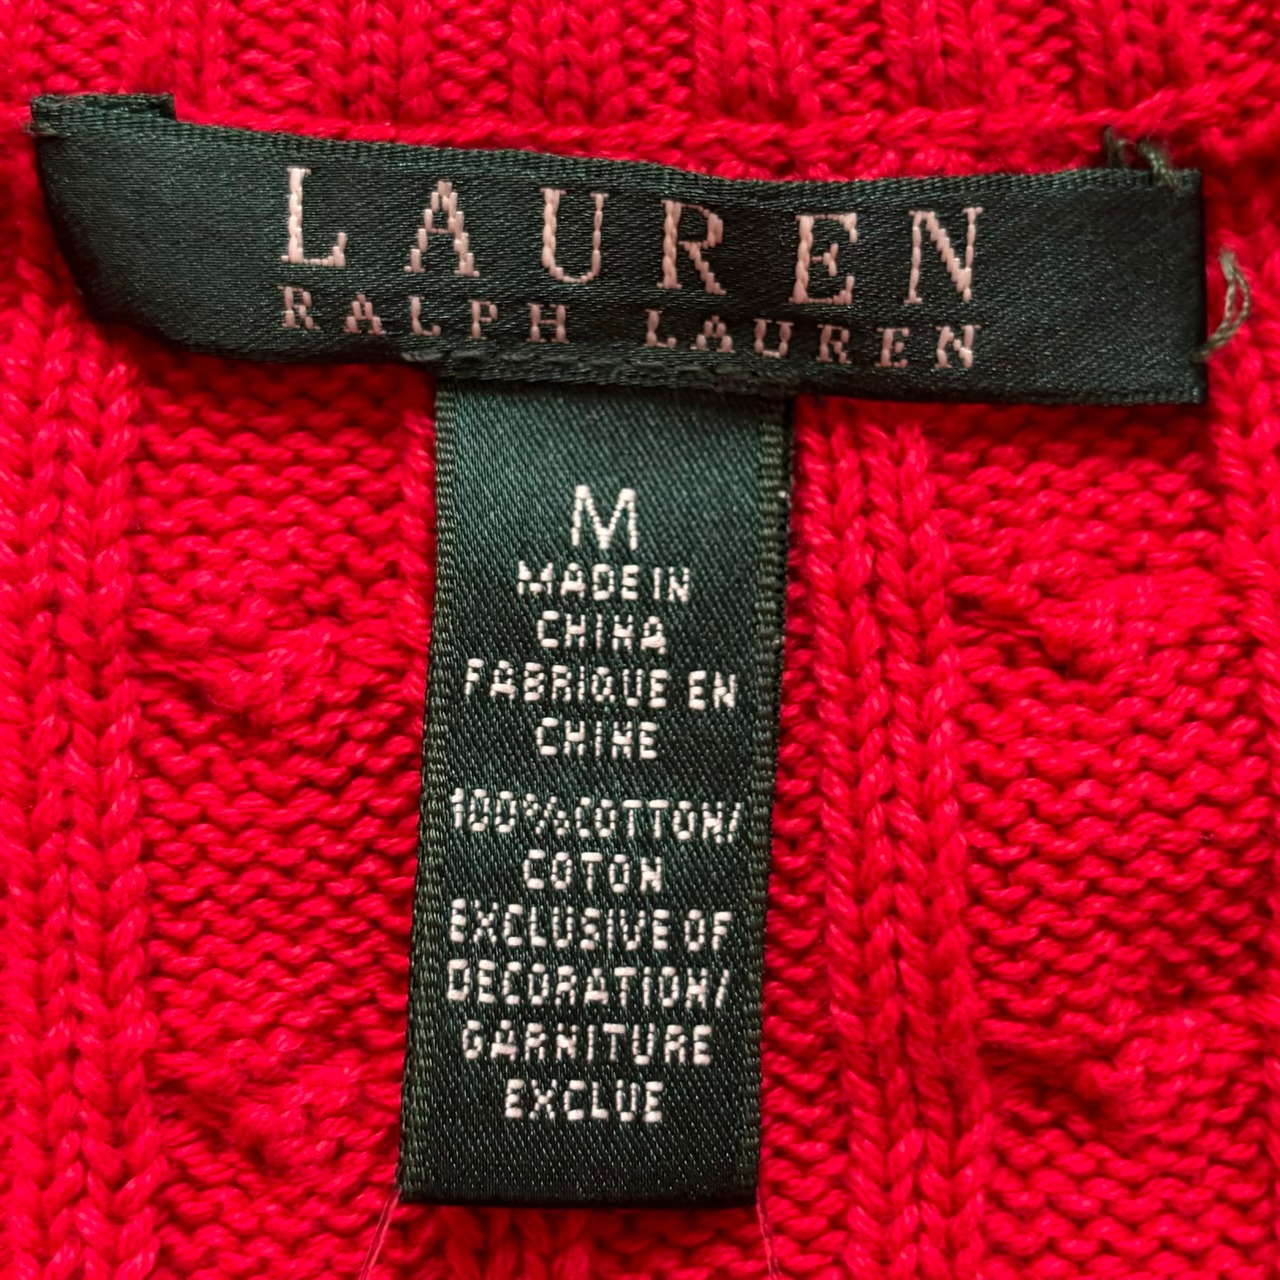 LAUREN
RALPH LAUREN
M
MADE IN
CHINA
FABRIQUE EN
CHINE
100% COTTON/
COTON
EXCLUSIVE OF
DECORATION/
GARNITURE
EXCLUE